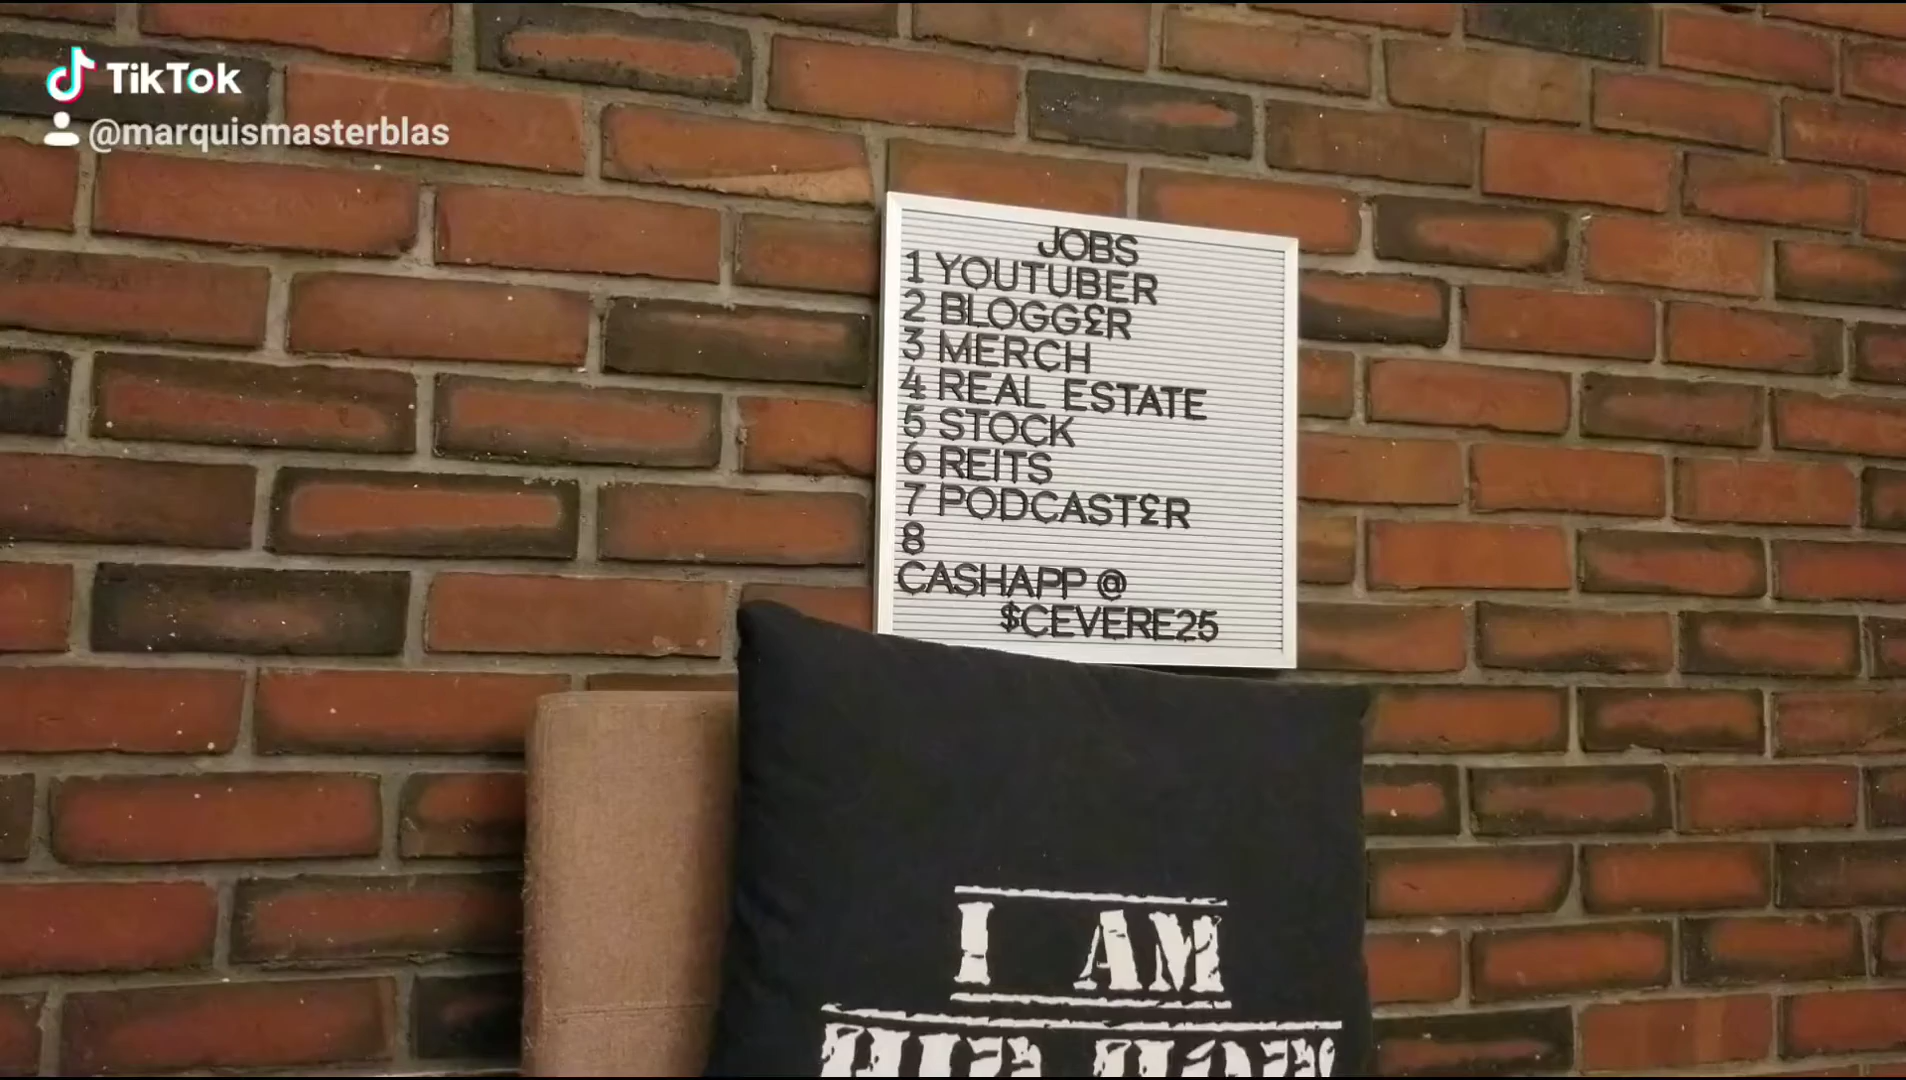 TikTok
@marquismasterblas
JOBS
1 YOUTUBER
2 BLOGG£R
3 MERCH
4 REAL ESTATE
5 STOCK
6 REITS
7 PODCAST£R
8
CASHAPP @
$CEVERE25
I AM